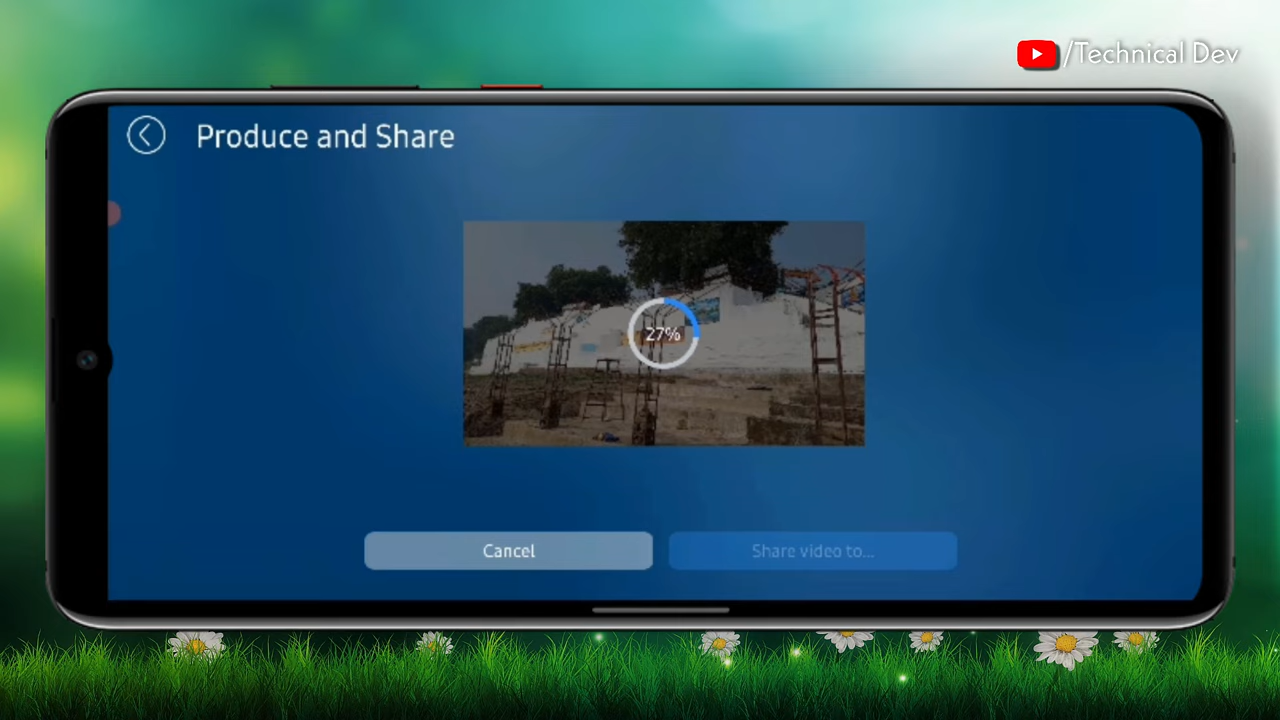 /Technical Dev
Produce and Share
27%
Cancel
Share video to...